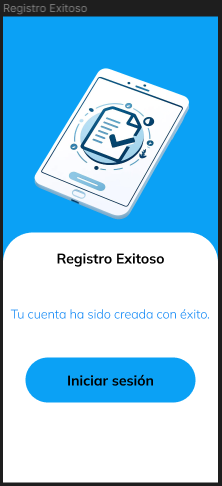 Registro Exitoso
Registro Exitoso
Tu cuenta ha sido creada con éxito.
Iniciar sesión